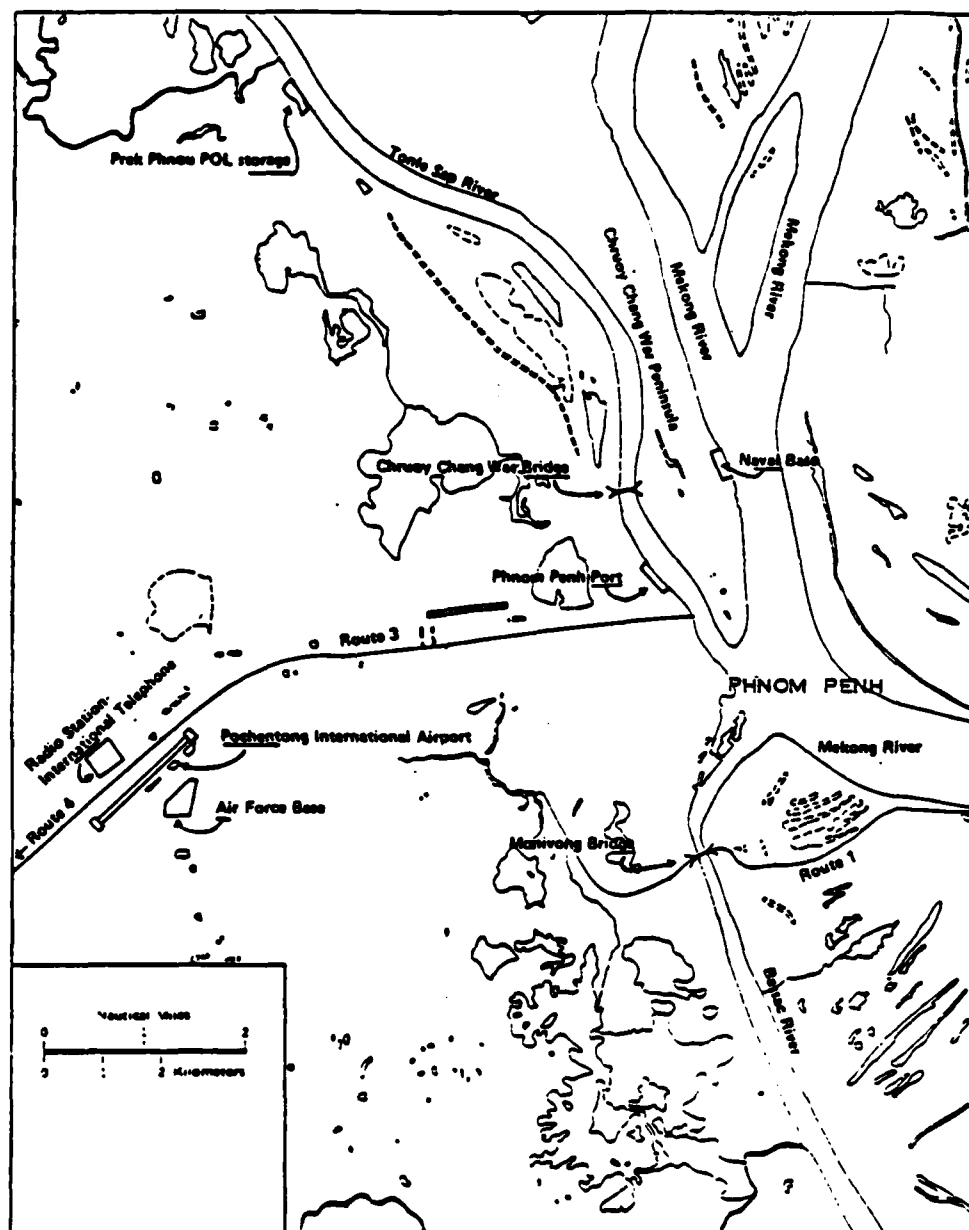 Prek Phnou POL storage
Tonle Sap River
Chruoy Chang War Peninsula
Mekong River
Mekong River
Chruoy Chang War Bridge
Naval Base
Phnom Penh Port
Route 3
PHNOM PENH
Radio Station-
International Telephone
Pochentong International Airport
Mekong River
← Route 4
Air Force Base
Monivong Bridge
Route 1
Bassac River
Nautical Miles
0 1 2
0 1 2 Kilometers